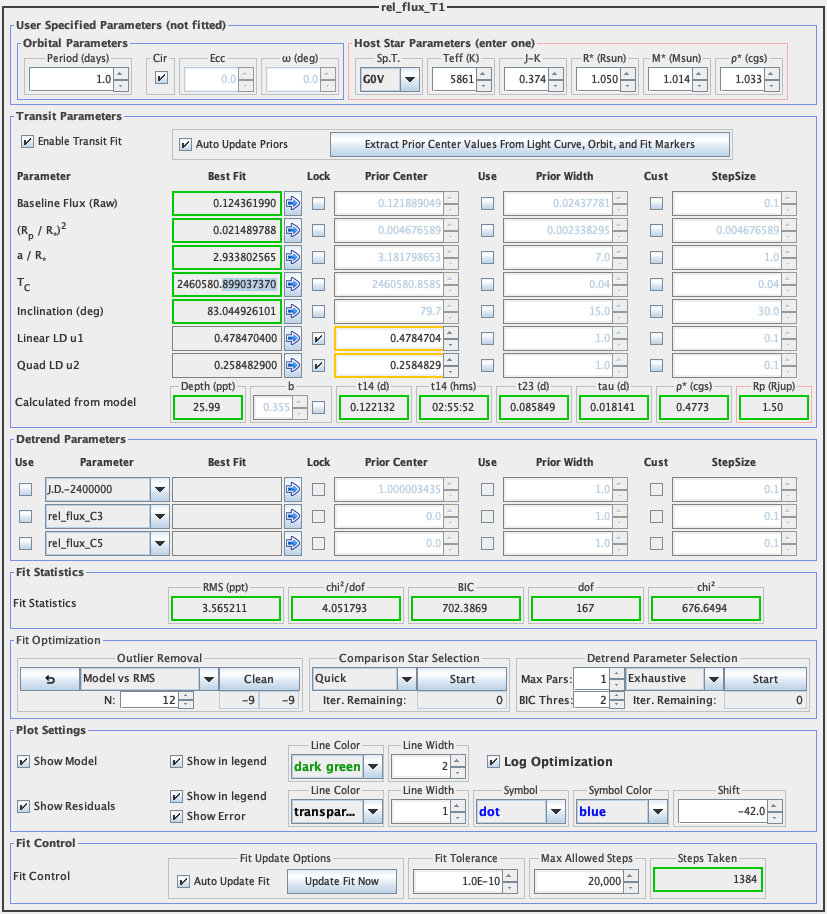 rel_flux_T1
User Specified Parameters (not fitted)
Orbital Parameters
Host Star Parameters (enter one)
Period (days) Cir Ecc ω (deg) Sp.T. Teff (K) J-K R* (Rsun) M* (Msun) ρ* (cgs)
1.0 0.0 0.0 G0V 5861 0.374 1.050 1.014 1.033
Transit Parameters
Enable Transit Fit Auto Update Priors Extract Prior Center Values From Light Curve, Orbit, and Fit Markers
Parameter Best Fit Lock Prior Center Use Prior Width Cust StepSize
Baseline Flux (Raw) 0.124361990 0.121889049 0.02437781 0.1
(Rp / R*)2 0.021489788 0.004676589 0.002338295 0.004676589
a / R* 2.933802565 3.181798653 7.0 1.0
TC 2460580.899037370 2460580.8585 0.04 0.04
Inclination (deg) 83.044926101 79.7 15.0 30.0
Linear LD u1 0.478470400 0.4784704 1.0 0.1
Quad LD u2 0.258482900 0.2584829 1.0 0.1
Depth (ppt) b t14 (d) t14 (hms) t23 (d) tau (d) ρ* (cgs) Rp (Rjup)
Calculated from model 25.99 0.355 0.122132 02:55:52 0.085849 0.018141 0.4773 1.50
Detrend Parameters
Use Parameter Best Fit Lock Prior Center Use Prior Width Cust StepSize
J.D.-2400000 1.000003435 1.0 0.1
rel_flux_C3 0.0 1.0 0.1
rel_flux_C5 0.0 1.0 0.1
Fit Statistics
RMS (ppt) chi²/dof BIC dof chi²
Fit Statistics 3.565211 4.051793 702.3869 167 676.6494
Fit Optimization
Outlier Removal Comparison Star Selection Detrend Parameter Selection
Model vs RMS Clean Quick Start Max Pars: 1 Exhaustive Start
N: 12 -9 -9 Iter. Remaining: 0 BIC Thres: 2 Iter. Remaining: 0
Plot Settings
Line Color Line Width
Show Model Show in legend dark green 2 Log Optimization
Line Color Line Width Symbol Symbol Color Shift
Show Residuals Show in legend Show Error transpar... 1 dot blue -42.0
Fit Control
Fit Update Options Fit Tolerance Max Allowed Steps Steps Taken
Fit Control Auto Update Fit Update Fit Now 1.0E-10 20,000 1384